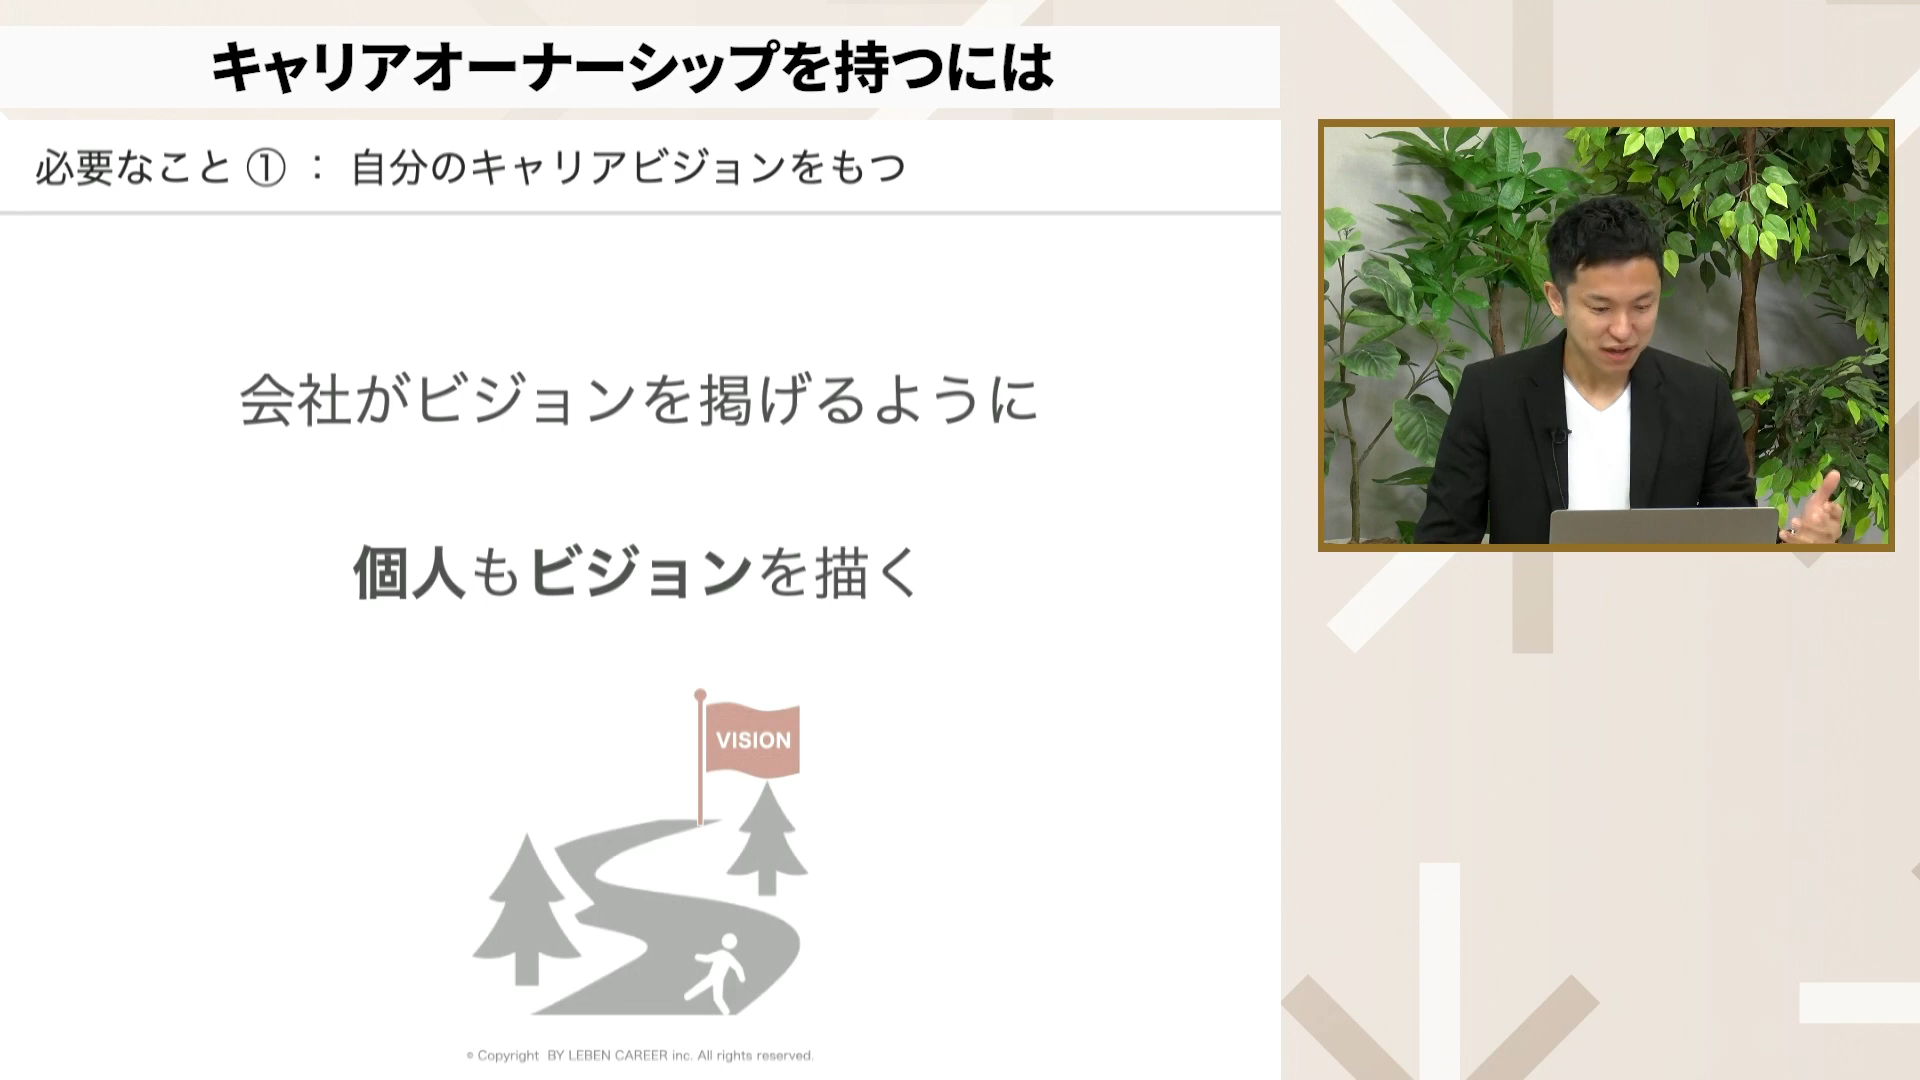 キャリアオーナーシップを持つには
必要なこと ① ： 自分のキャリアビジョンをもつ
会社がビジョンを掲げるように
個人もビジョンを描く
VISION
© Copyright BY LEBEN CAREER inc. All rights reserved.